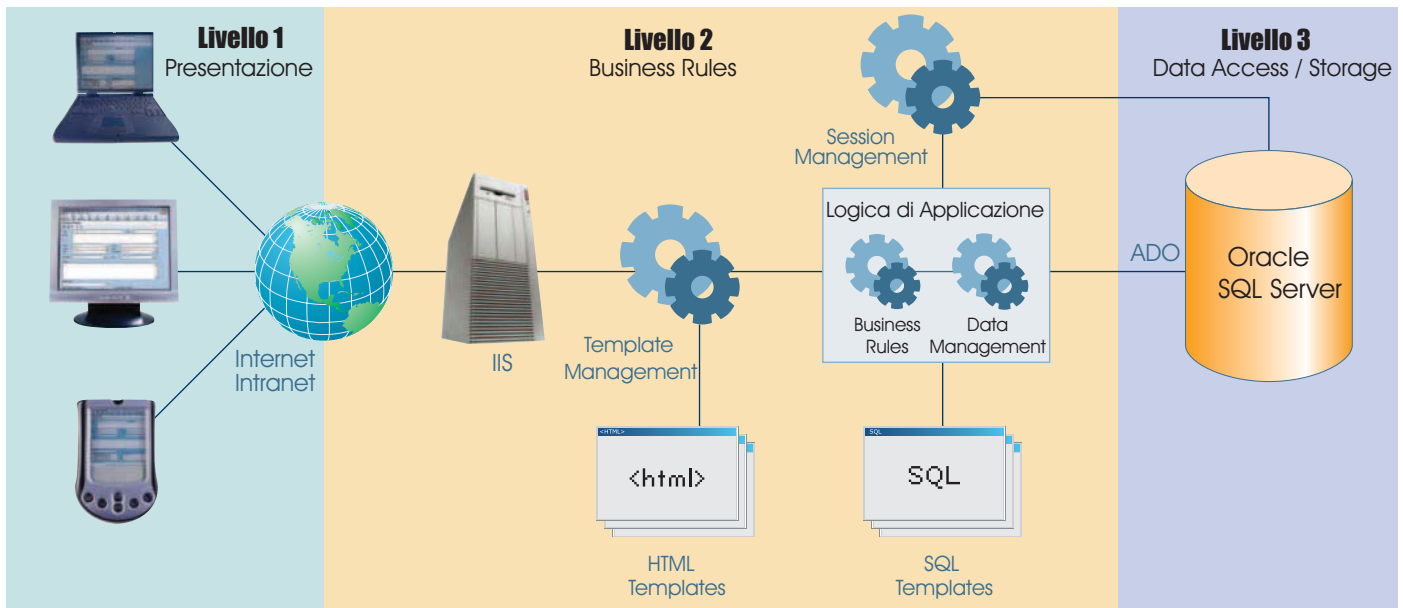 Livello 1
Presentazione
Internet
Intranet
Livello 2
Business Rules
IIS
Template
Management
<HTML>
<html>
HTML
Templates
Session
Management
Logica di Applicazione
Business
Rules
Data
Management
SQL
SQL
SQL
Templates
Livello 3
Data Access / Storage
ADO
Oracle
SQL Server